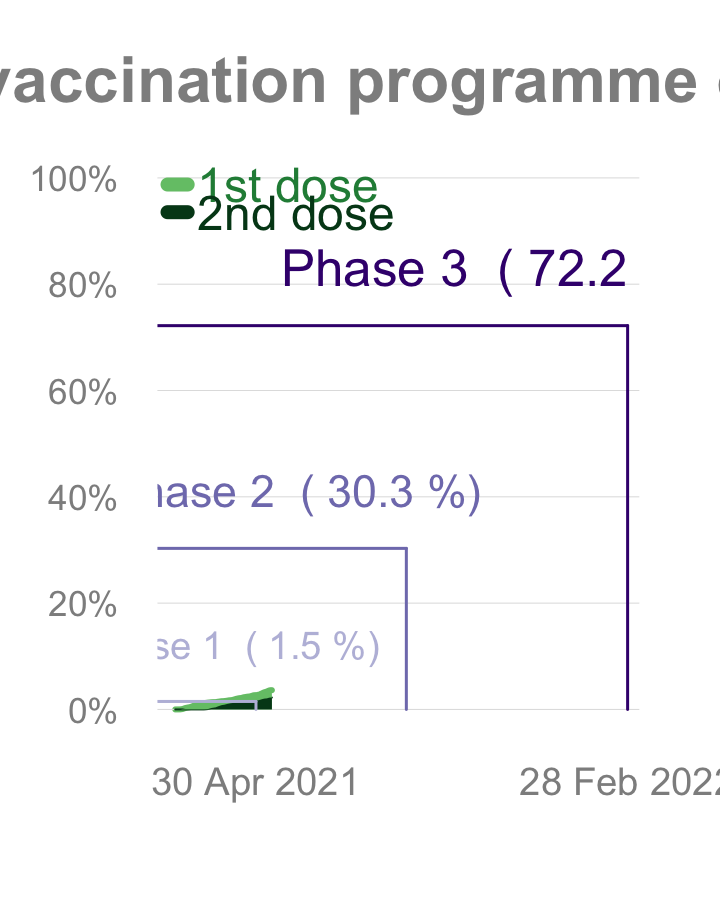 vaccination programme
100%
1st dose
2nd dose
Phase 3 ( 72.2
80%
60%
hase 2 ( 30.3 %)
40%
20%
se 1 ( 1.5 %)
0%
30 Apr 2021
28 Feb 2022